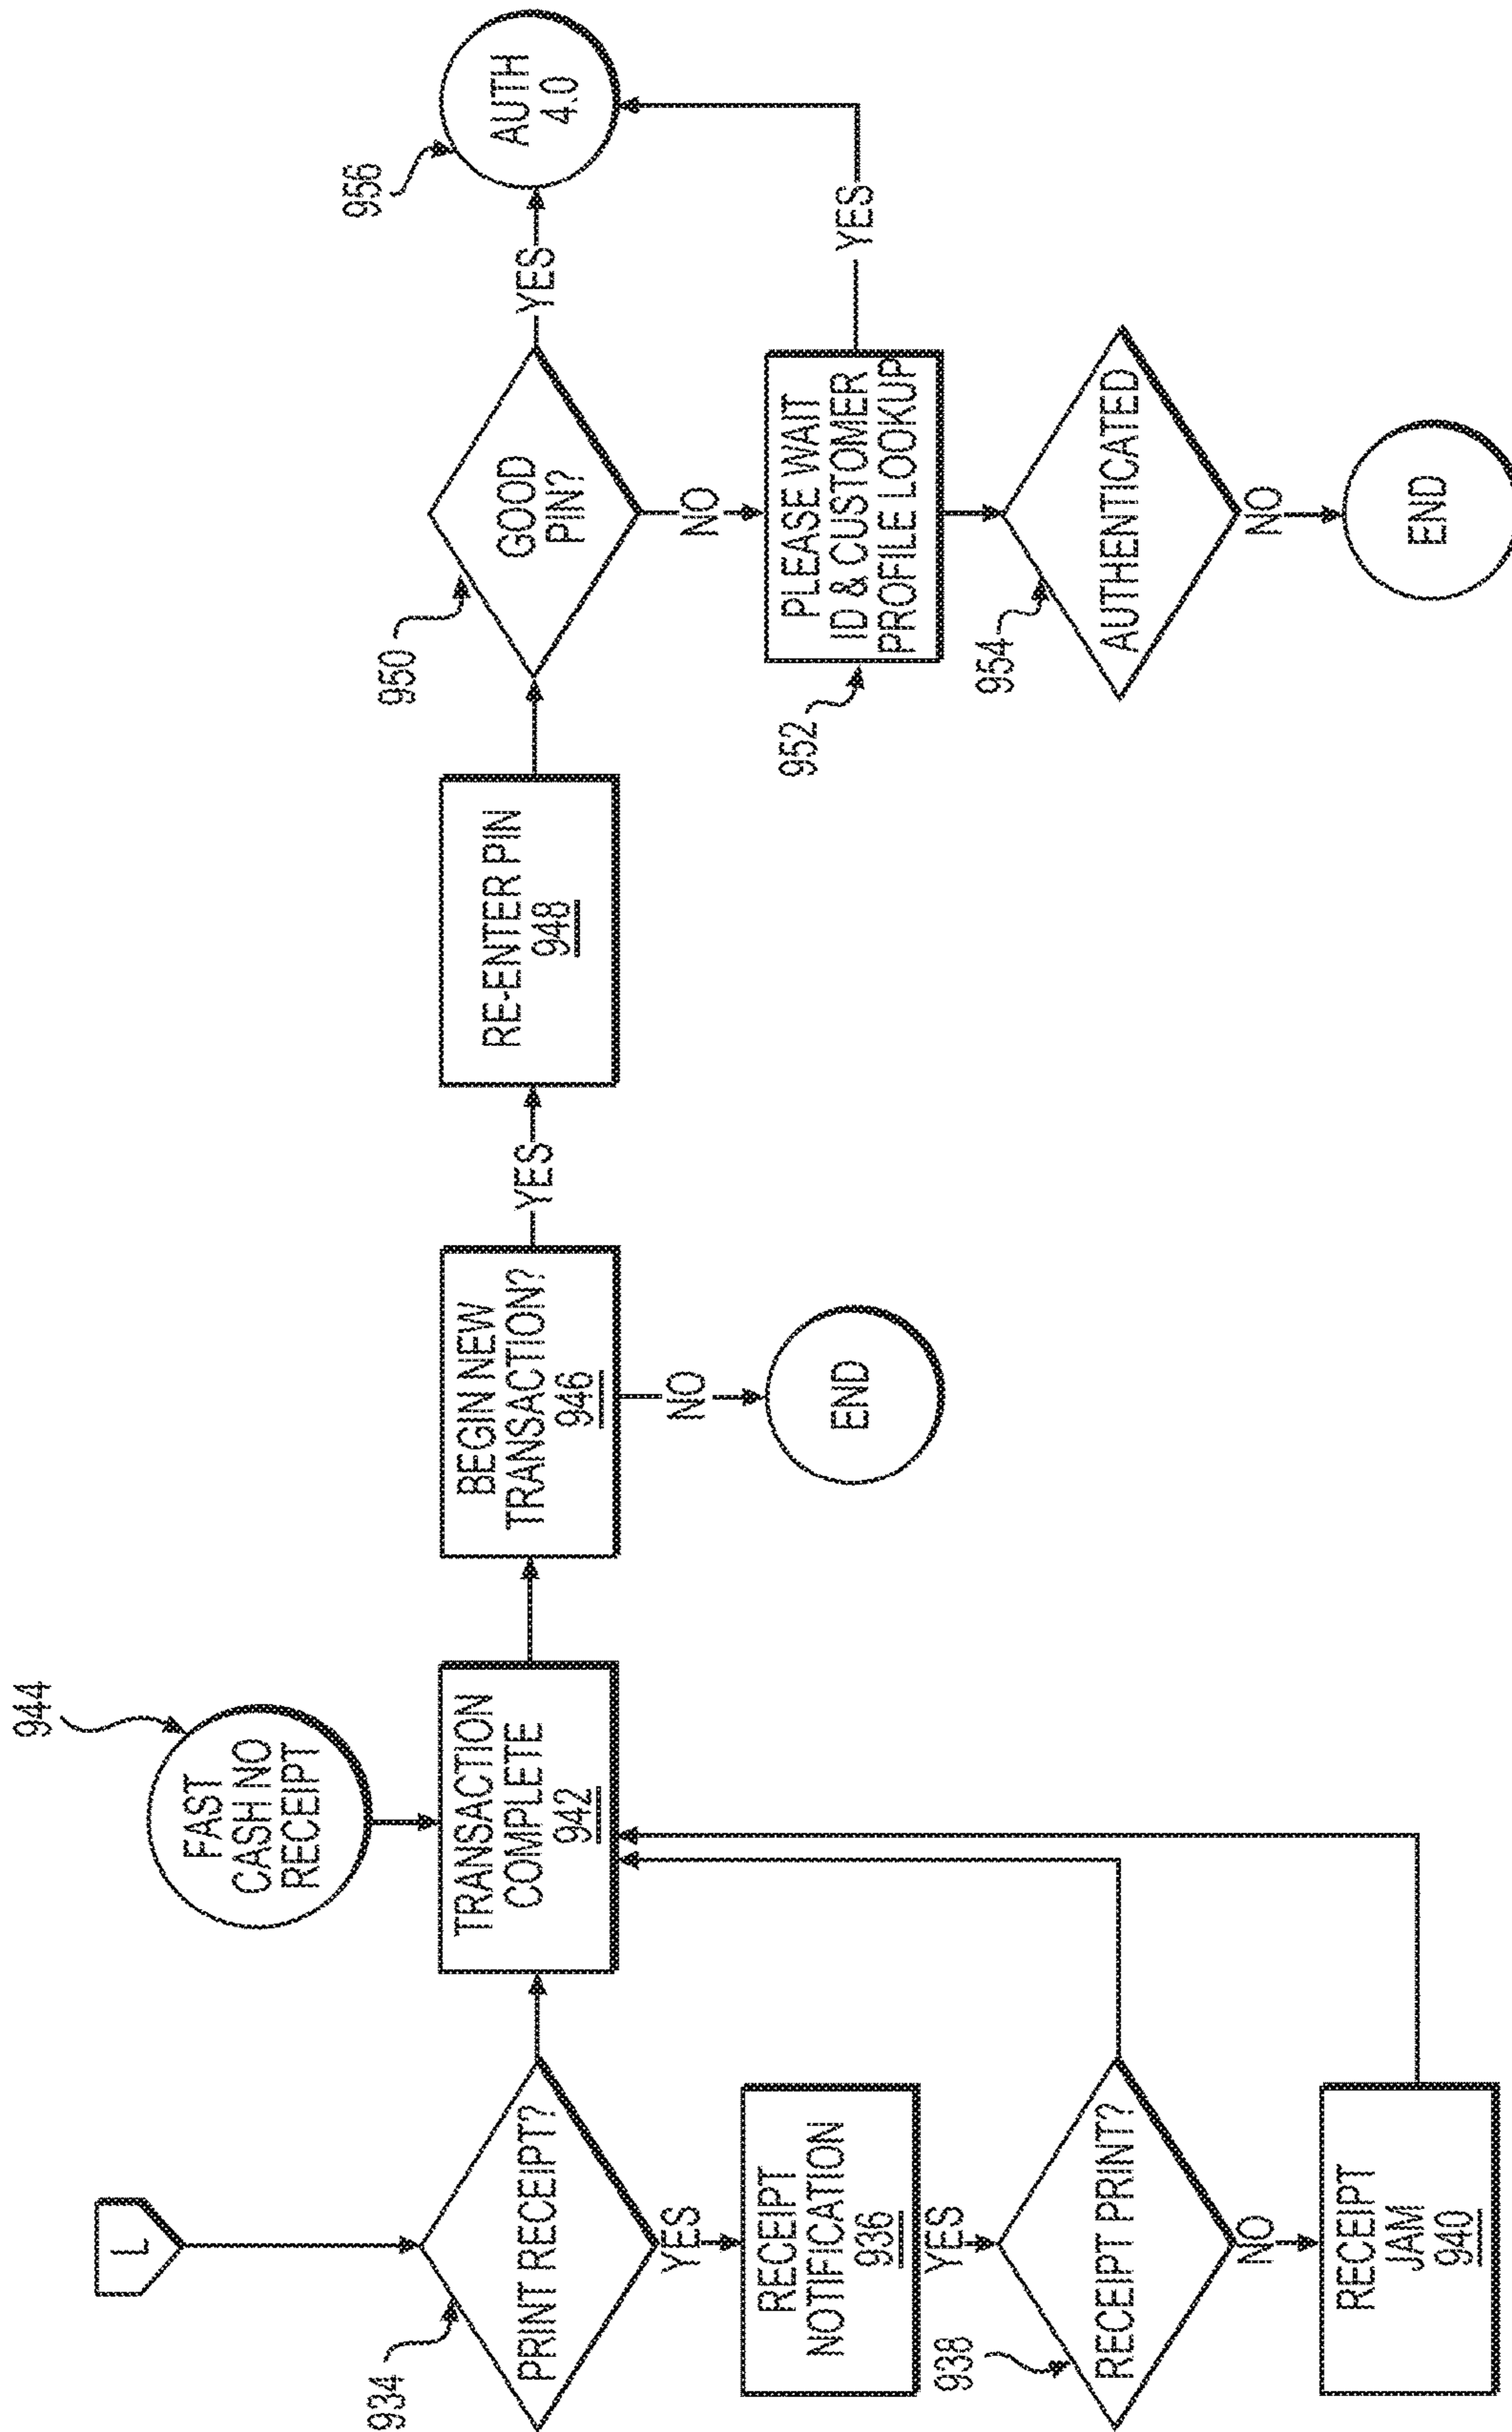 L
934
PRINT RECEIPT?
YES
RECEIPT
NOTIFICATION
936
YES
938
RECEIPT PRINT?
NO
RECEIPT
JAM
940
944
FAST
CASH NO
RECEIPT
TRANSACTION
COMPLETE
942
BEGIN NEW
TRANSACTION?
946
NO
END
YES
RE-ENTER PIN
948
950
GOOD
PIN?
YES
956
AUTH
4.0
NO
952
PLEASE WAIT
ID & CUSTOMER
PROFILE LOOKUP
YES
954
AUTHENTICATED
NO
END